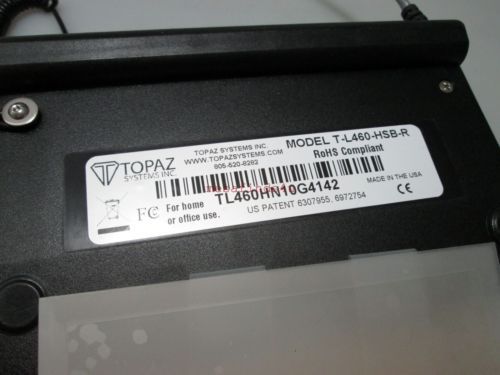 TOPAZ
SYSTEMS INC.
TOPAZ SYSTEMS INC.
WWW.TOPAZSYSTEMS.COM
805-520-8282
MODEL T-L460-HSB-R
RoHS Compliant
FC
For home
or office use.
TL460HN10G4142
MADE IN THE USA
CE
US PATENT 6307955, 6972754